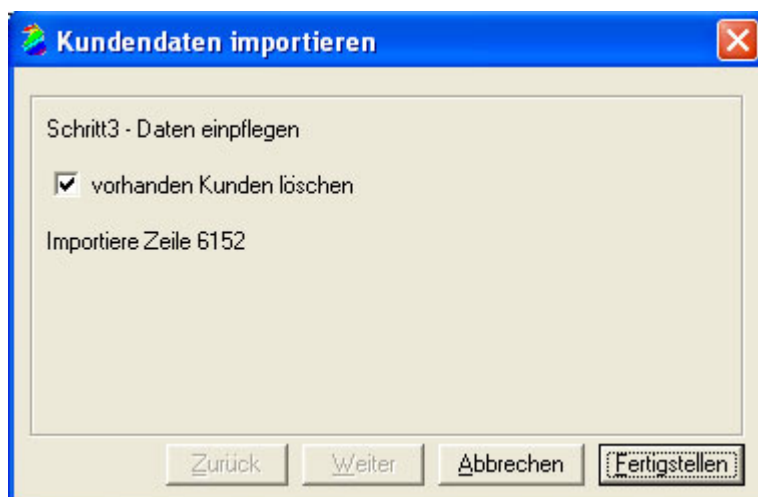 Kundendaten importieren
Schritt3 - Daten einpflegen
vorhanden Kunden löschen
Importiere Zeile 6152
Zurück Weiter Abbrechen Fertigstellen